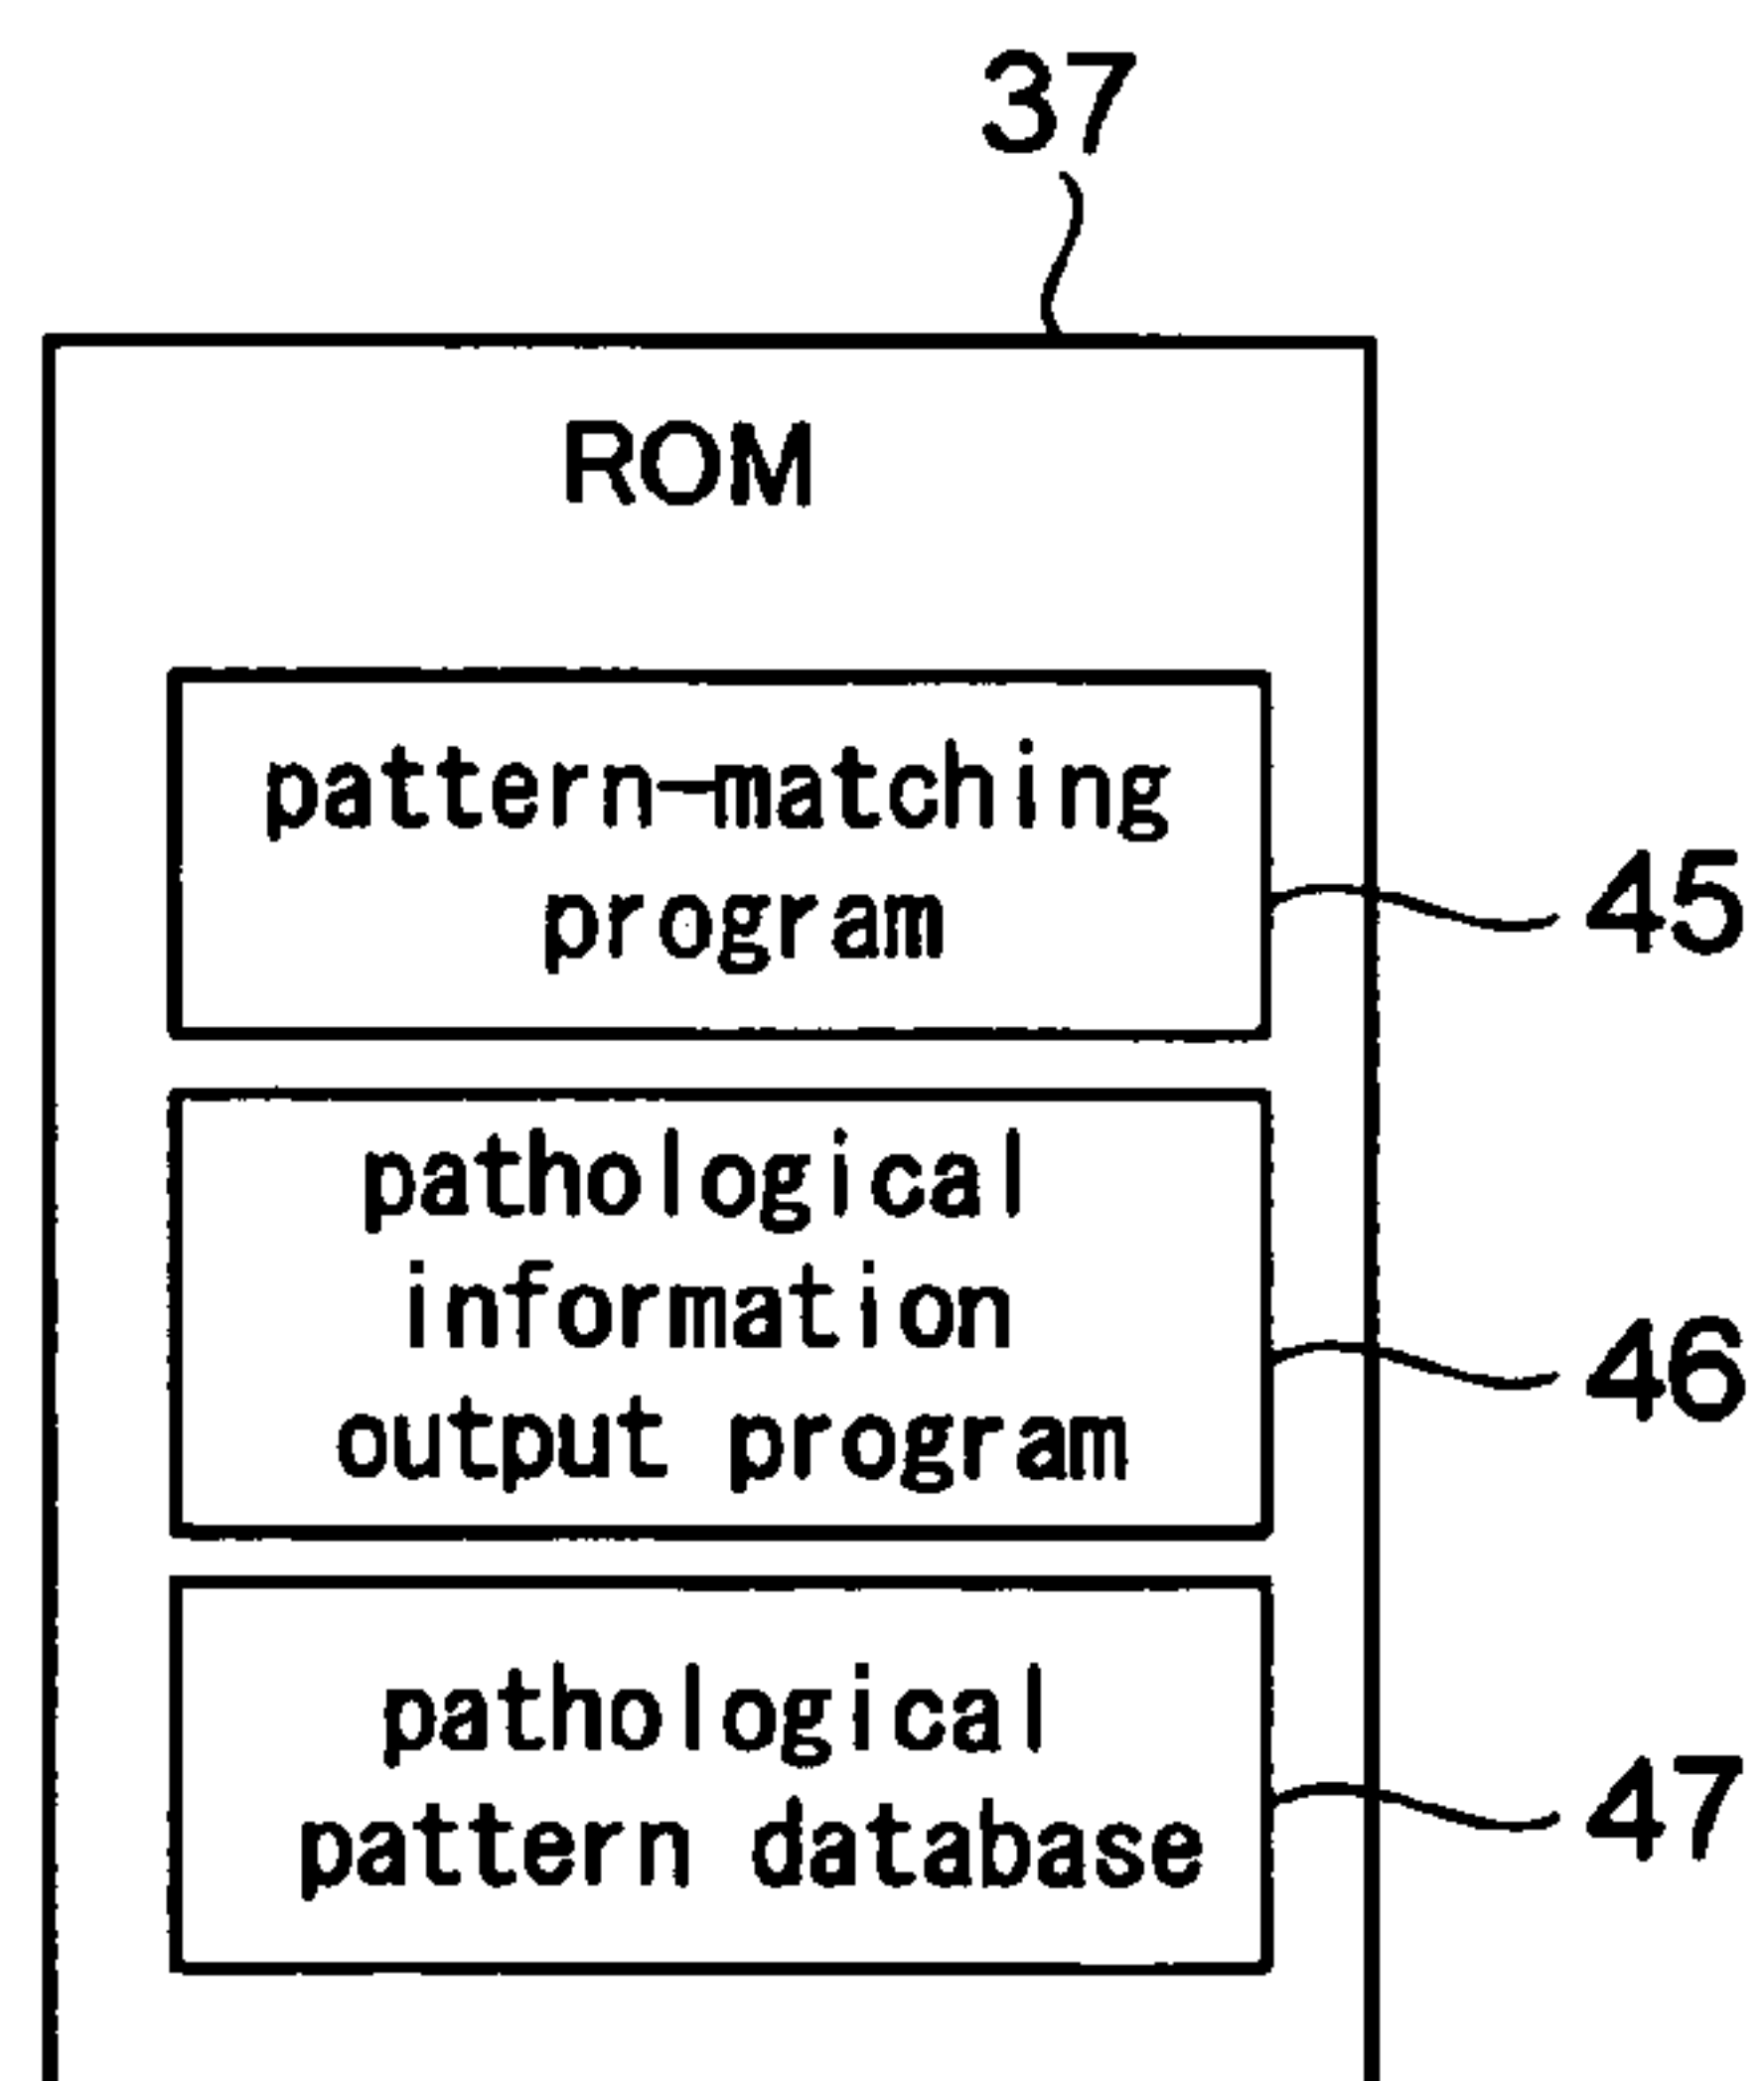 37
ROM
pattern-matching
program
45
pathological
information
output program
46
pathological
pattern database
47